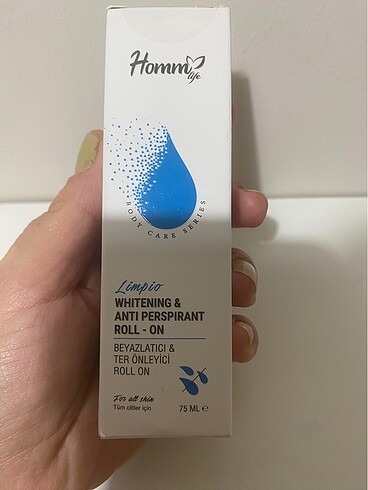 Homm
life
BODY CARE SERIES
Limpio
WHITENING &
ANTI PERSPIRANT
ROLL - ON
BEYAZLATICI &
TER ÖNLEYİCİ
ROLL ON
For all skin
Tüm ciltler için
75 ML ℮